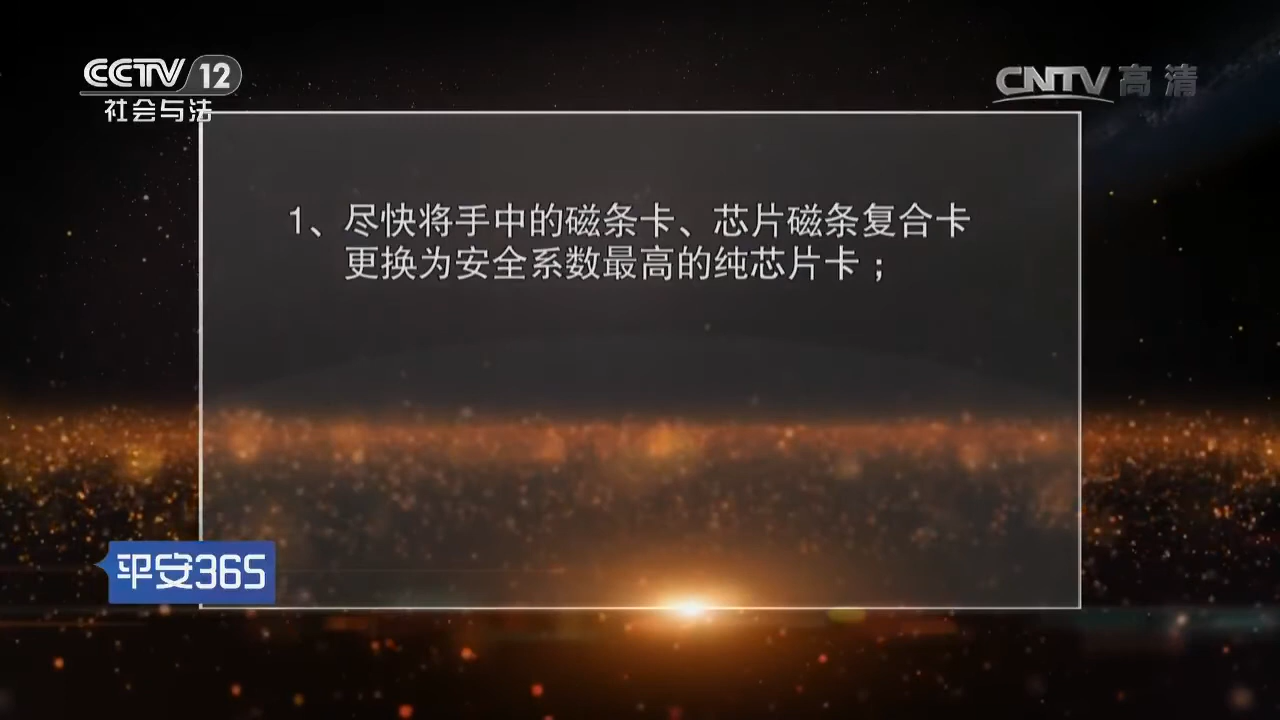 CCTV 12
社会与法
CNTV 高清
1、尽快将手中的磁条卡、芯片磁条复合卡
更换为安全系数最高的纯芯片卡；
平安365